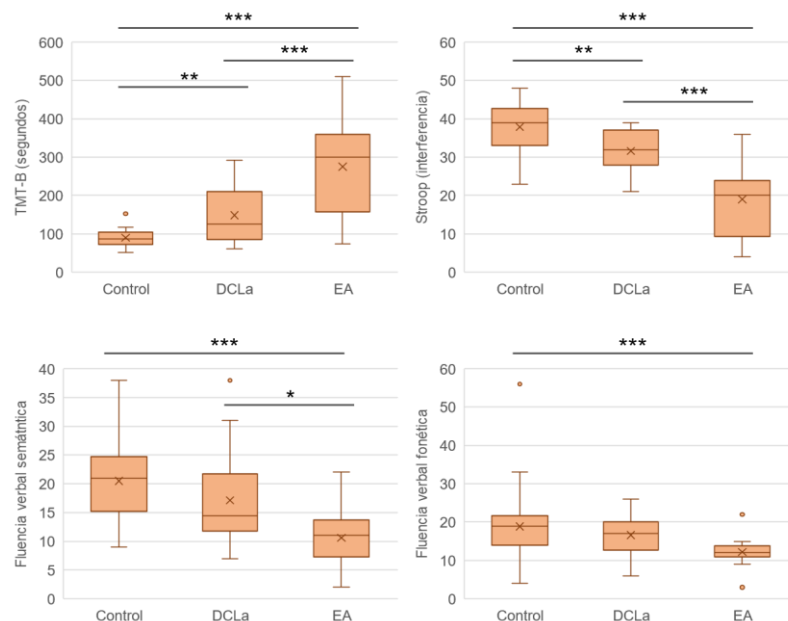 ***
***
**
600
500
400
300
200
100
0
TMT-B (segundos)
Control
DCLa
EA
***
**
***
60
50
40
30
20
10
0
Stroop (interferencia)
Control
DCLa
EA
***
*
40
35
30
25
20
15
10
5
0
Fluencia verbal semátntica
Control
DCLa
EA
***
60
50
40
30
20
10
0
Fluencia verbal fonética
Control
DCLa
EA